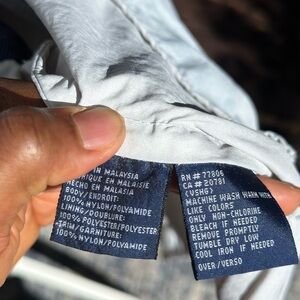 IN MALAYSIA
QUÉ EN MALAISIE
HECHO EN MALASIA
BODY/ENDROIT:
100% NYLON/POLYAMIDE
LINING/DOUBLURE:
100% POLYESTER/POLYESTER
TRIM/GARNITURE:
100% NYLON/POLYAMIDE
RN # 77806
CA # 20781
(VSHG)
MACHINE WASH WARM WITH
LIKE COLORS
ONLY NON-CHLORINE
BLEACH IF NEEDED
REMOVE PROMPTLY
TUMBLE DRY LOW
COOL IRON IF NEEDED
OVER/VERSO